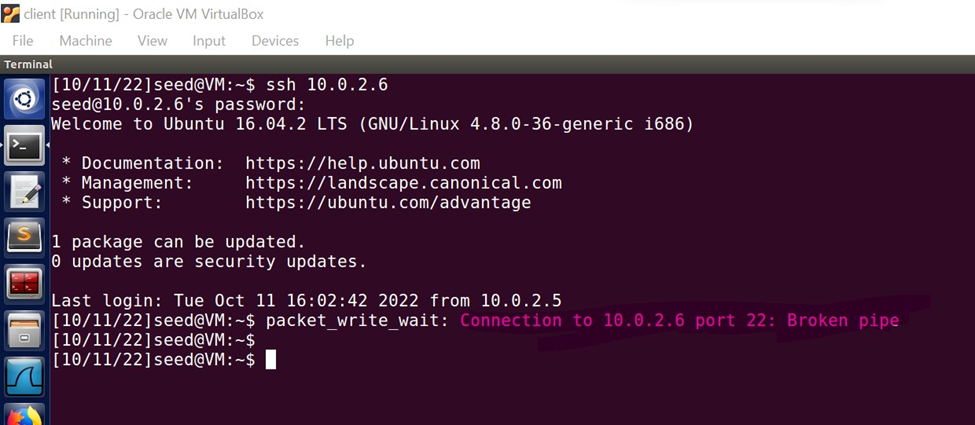 client [Running] - Oracle VM VirtualBox
File Machine View Input Devices Help
Terminal
[10/11/22]seed@VM:~$ ssh 10.0.2.6
seed@10.0.2.6's password:
Welcome to Ubuntu 16.04.2 LTS (GNU/Linux 4.8.0-36-generic i686)
* Documentation:  https://help.ubuntu.com
* Management:     https://landscape.canonical.com
* Support:        https://ubuntu.com/advantage
1 package can be updated.
0 updates are security updates.
Last login: Tue Oct 11 16:02:42 2022 from 10.0.2.5
[10/11/22]seed@VM:~$ packet_write_wait: Connection to 10.0.2.6 port 22: Broken pipe
[10/11/22]seed@VM:~$
[10/11/22]seed@VM:~$